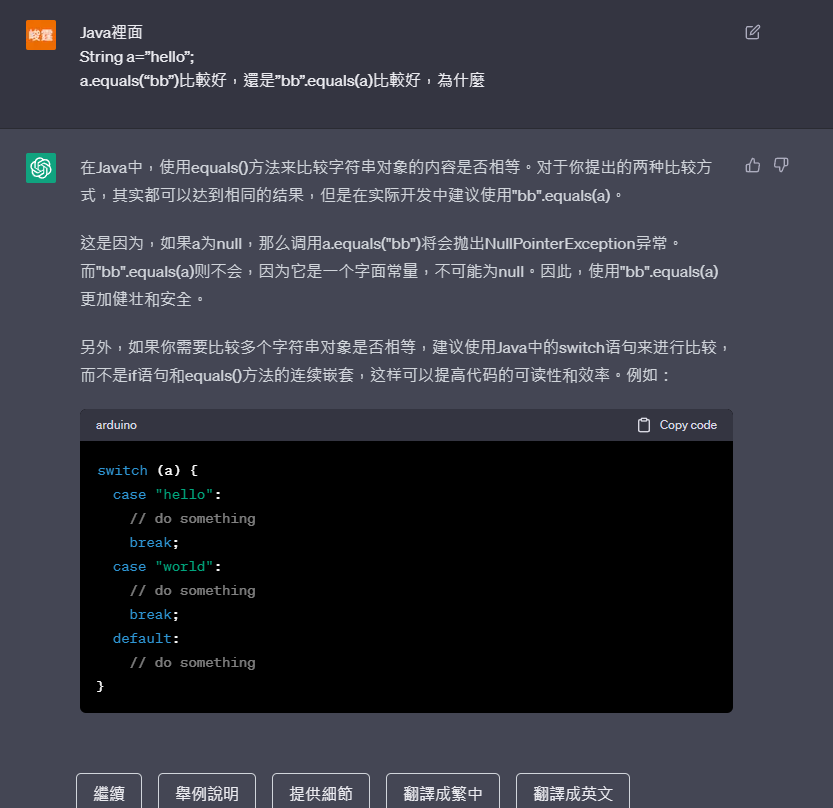 峻霆
Java裡面
String a=”hello”;
a.equals(“bb”)比較好，還是”bb”.equals(a)比較好，為什麼
在Java中，使用equals()方法来比较字符串对象的内容是否相等。对于你提出的两种比较方
式，其实都可以达到相同的结果，但是在实际开发中建议使用"bb".equals(a)。
这是因为，如果a为null，那么调用a.equals("bb")将会抛出NullPointerException异常。
而"bb".equals(a)则不会，因为它是一个字面常量，不可能为null。因此，使用"bb".equals(a)
更加健壮和安全。
另外，如果你需要比较多个字符串对象是否相等，建议使用Java中的switch语句来进行比较，
而不是if语句和equals()方法的连续嵌套，这样可以提高代码的可读性和效率。例如：
arduino Copy code
switch (a) {
  case "hello":
    // do something
    break;
  case "world":
    // do something
    break;
  default:
    // do something
}
繼續 舉例說明 提供細節 翻譯成繁中 翻譯成英文